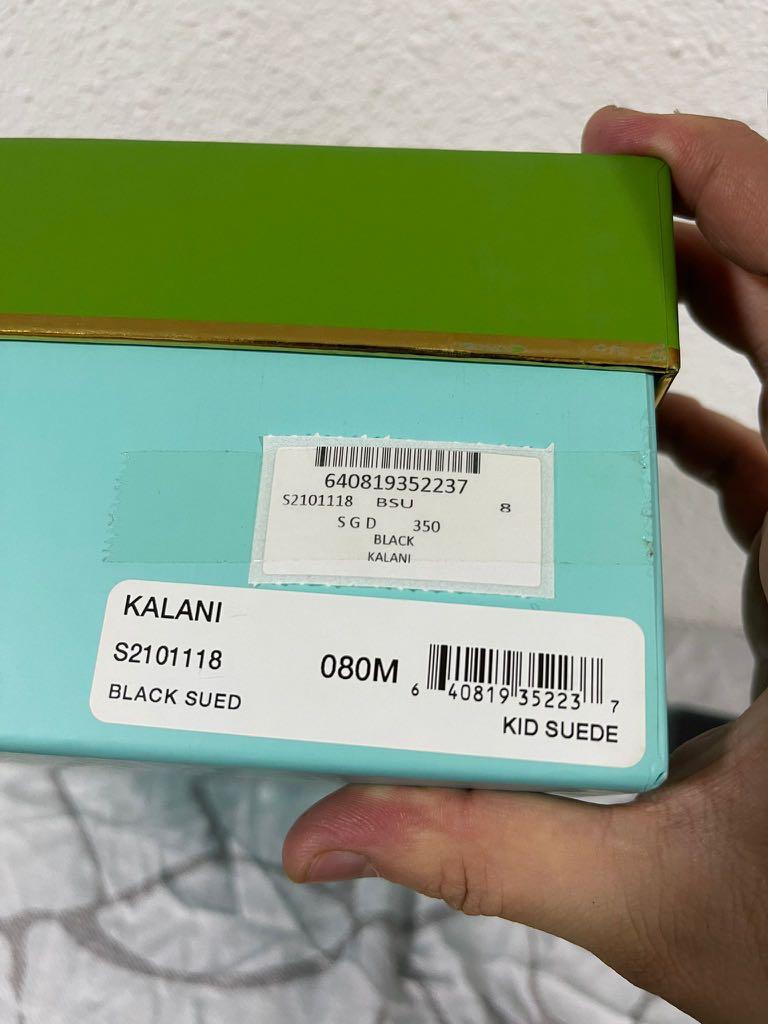 640819352237
S2101118 BSU 8
SGD 350
BLACK
KALANI
KALANI
S2101118 080M
BLACK SUED
6 40819 35223 7
KID SUEDE